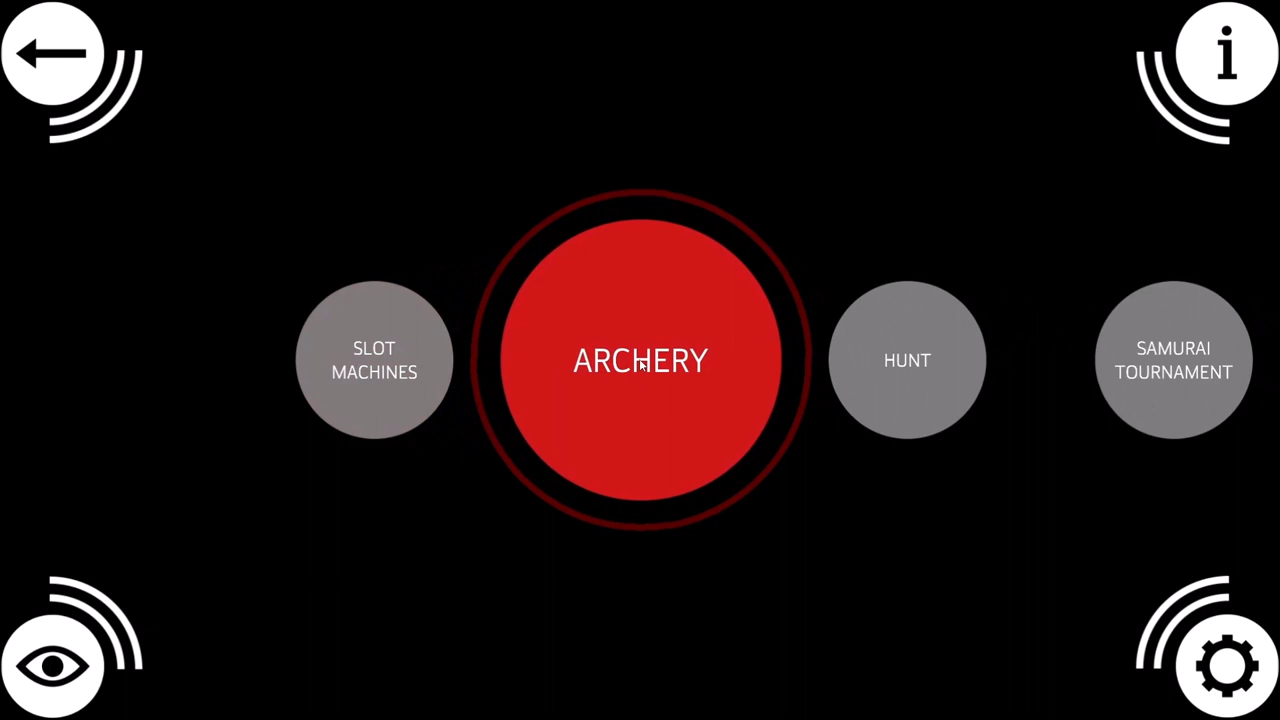 SLOT
MACHINES
ARCHERY
HUNT
SAMURAI
TOURNAMENT
i